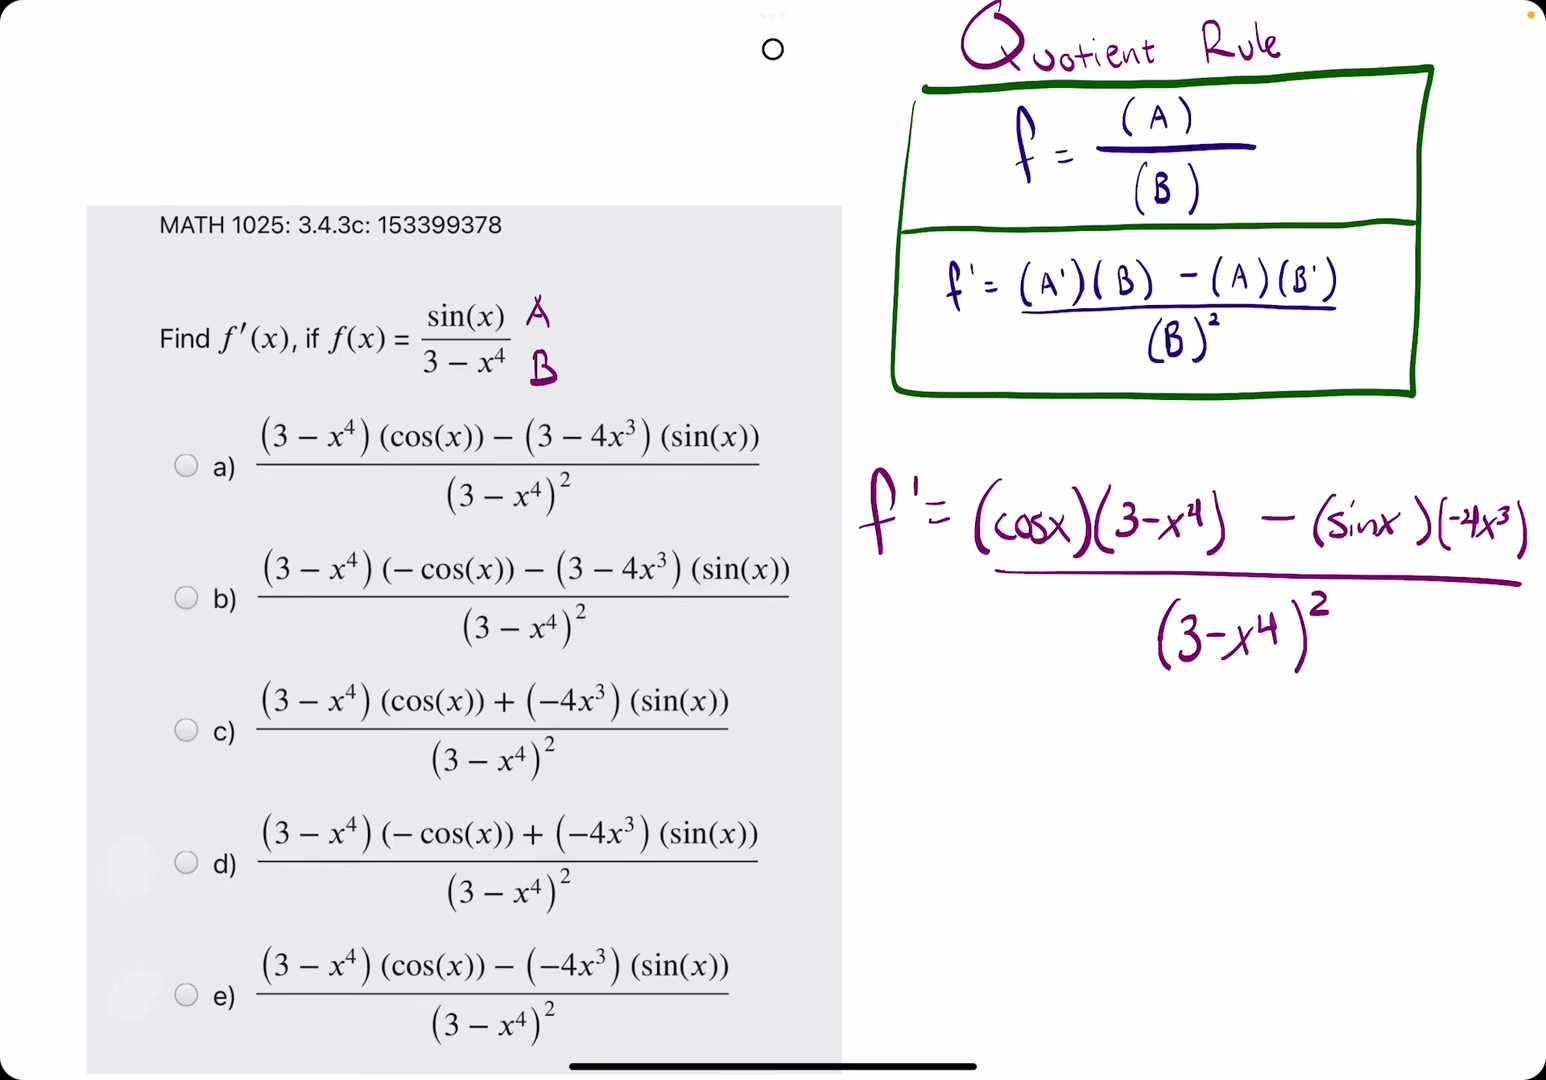 Quotient Rule
f = (A) / (B)
f' = (A')(B) - (A)(B') / (B)²
MATH 1025: 3.4.3c: 153399378
Find f′(x), if f(x) = sin(x) / 3 − x⁴
A
B
a) (3 − x⁴) (cos(x)) − (3 − 4x³) (sin(x)) / (3 − x⁴)²
b) (3 − x⁴) (− cos(x)) − (3 − 4x³) (sin(x)) / (3 − x⁴)²
c) (3 − x⁴) (cos(x)) + (−4x³) (sin(x)) / (3 − x⁴)²
d) (3 − x⁴) (− cos(x)) + (−4x³) (sin(x)) / (3 − x⁴)²
e) (3 − x⁴) (cos(x)) − (−4x³) (sin(x)) / (3 − x⁴)²
f' = (cosx)(3-x⁴) - (sinx)(-4x³) / (3-x⁴)²